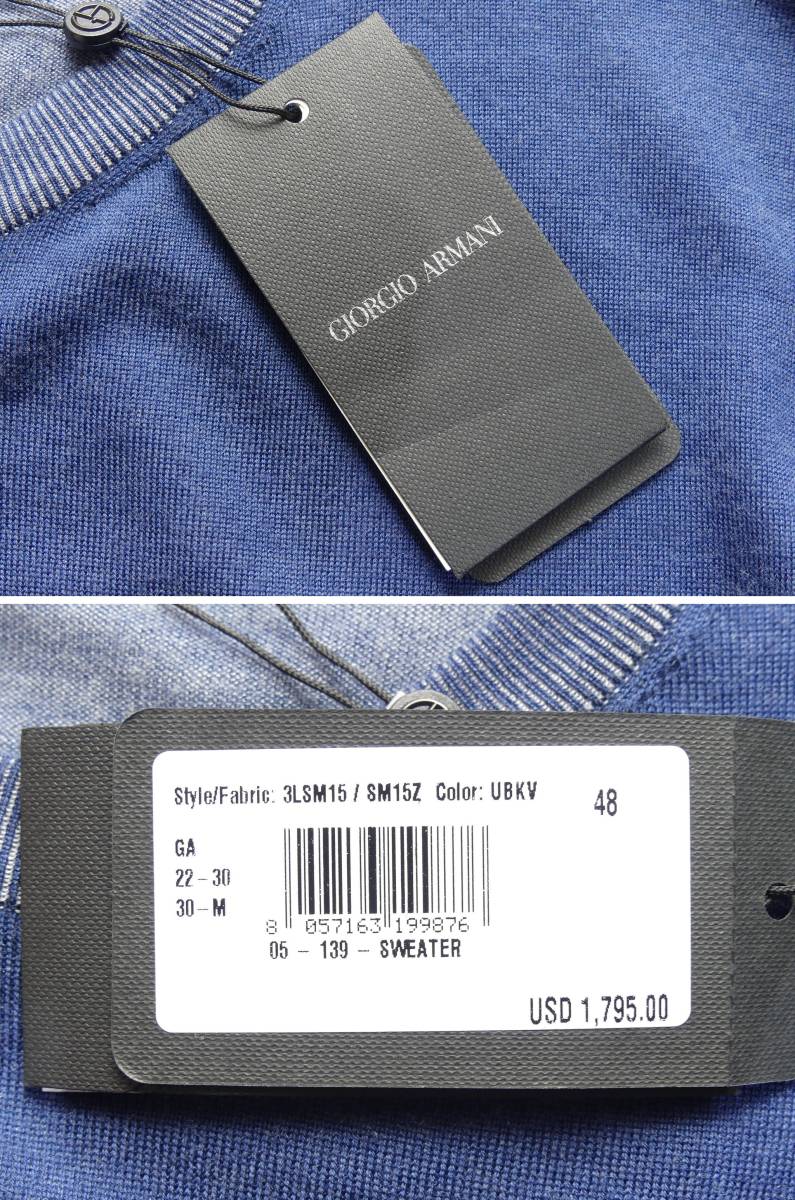 GIORGIO ARMANI
Style/Fabric: 3LSM15 / SM15Z Color: UBKV 48
GA
22-30
30-M
8 057163 199876
05 - 139 - SWEATER
USD 1,795.00